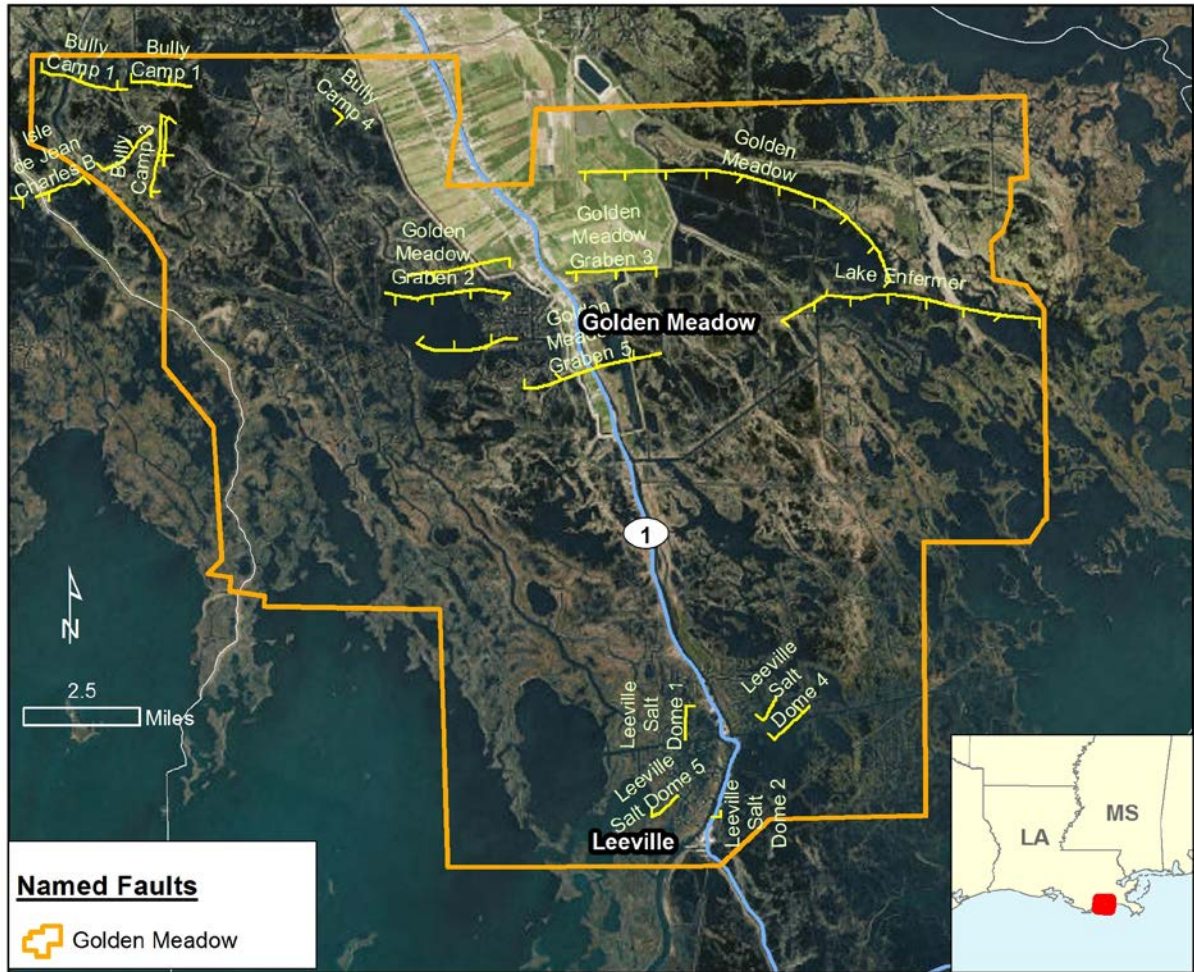 Bully
Camp 1
Bully
Camp 1
Bully
Camp 4
Isle
de Jean
Charles B
Bully
Camp 3
Golden
Meadow
Golden
Meadow
Graben 2
Golden
Meadow
Graben 3
Lake Enfermer
Golden
Meadow
Graben 5
Golden Meadow
1
N
2.5
Miles
Leeville
Salt
Dome 1
Leeville
Salt
Dome 4
Leeville
Salt Dome 5
Leeville
Salt
Dome 2
Leeville
Named Faults
Golden Meadow
LA
MS